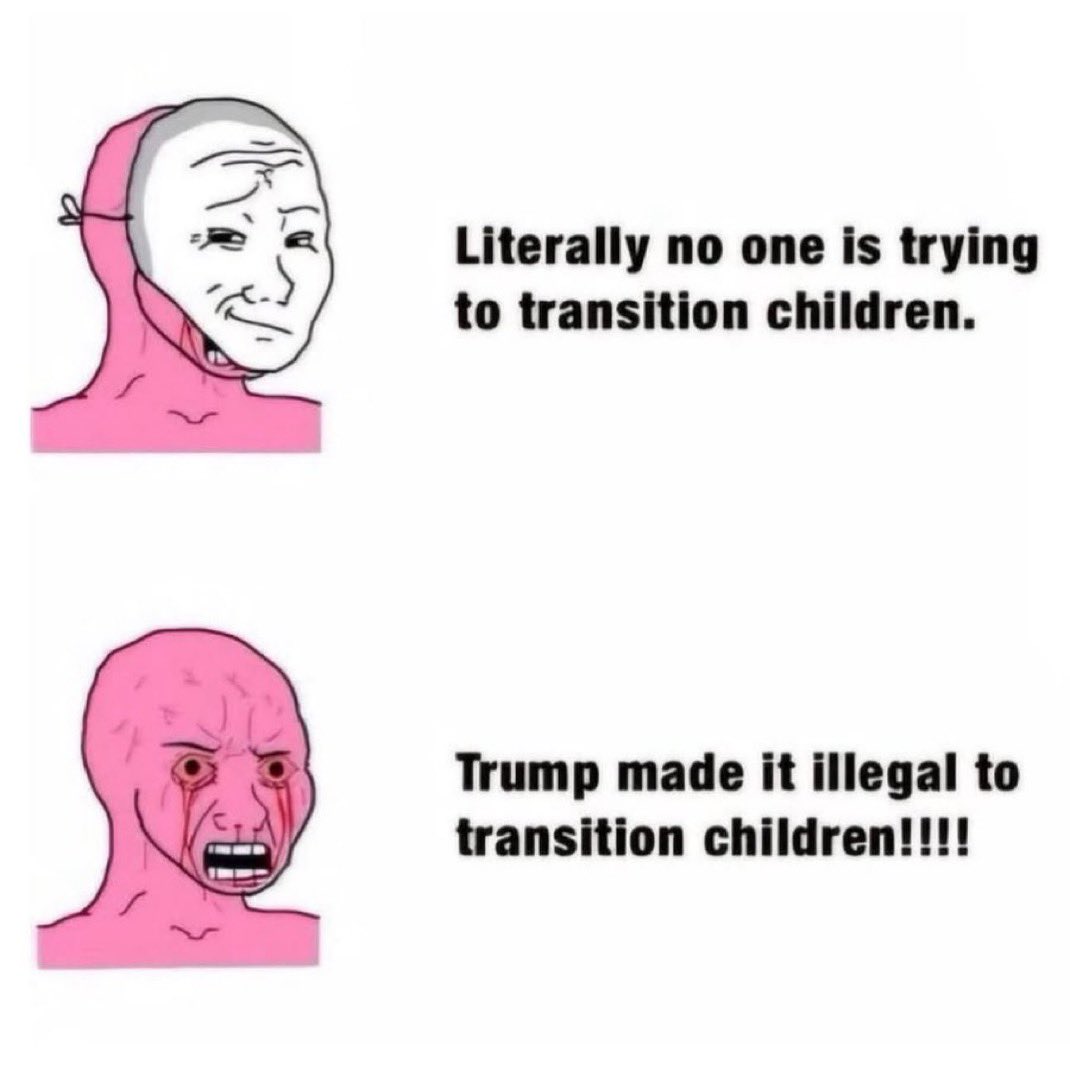 Literally no one is trying
to transition children.
Trump made it illegal to
transition children!!!!